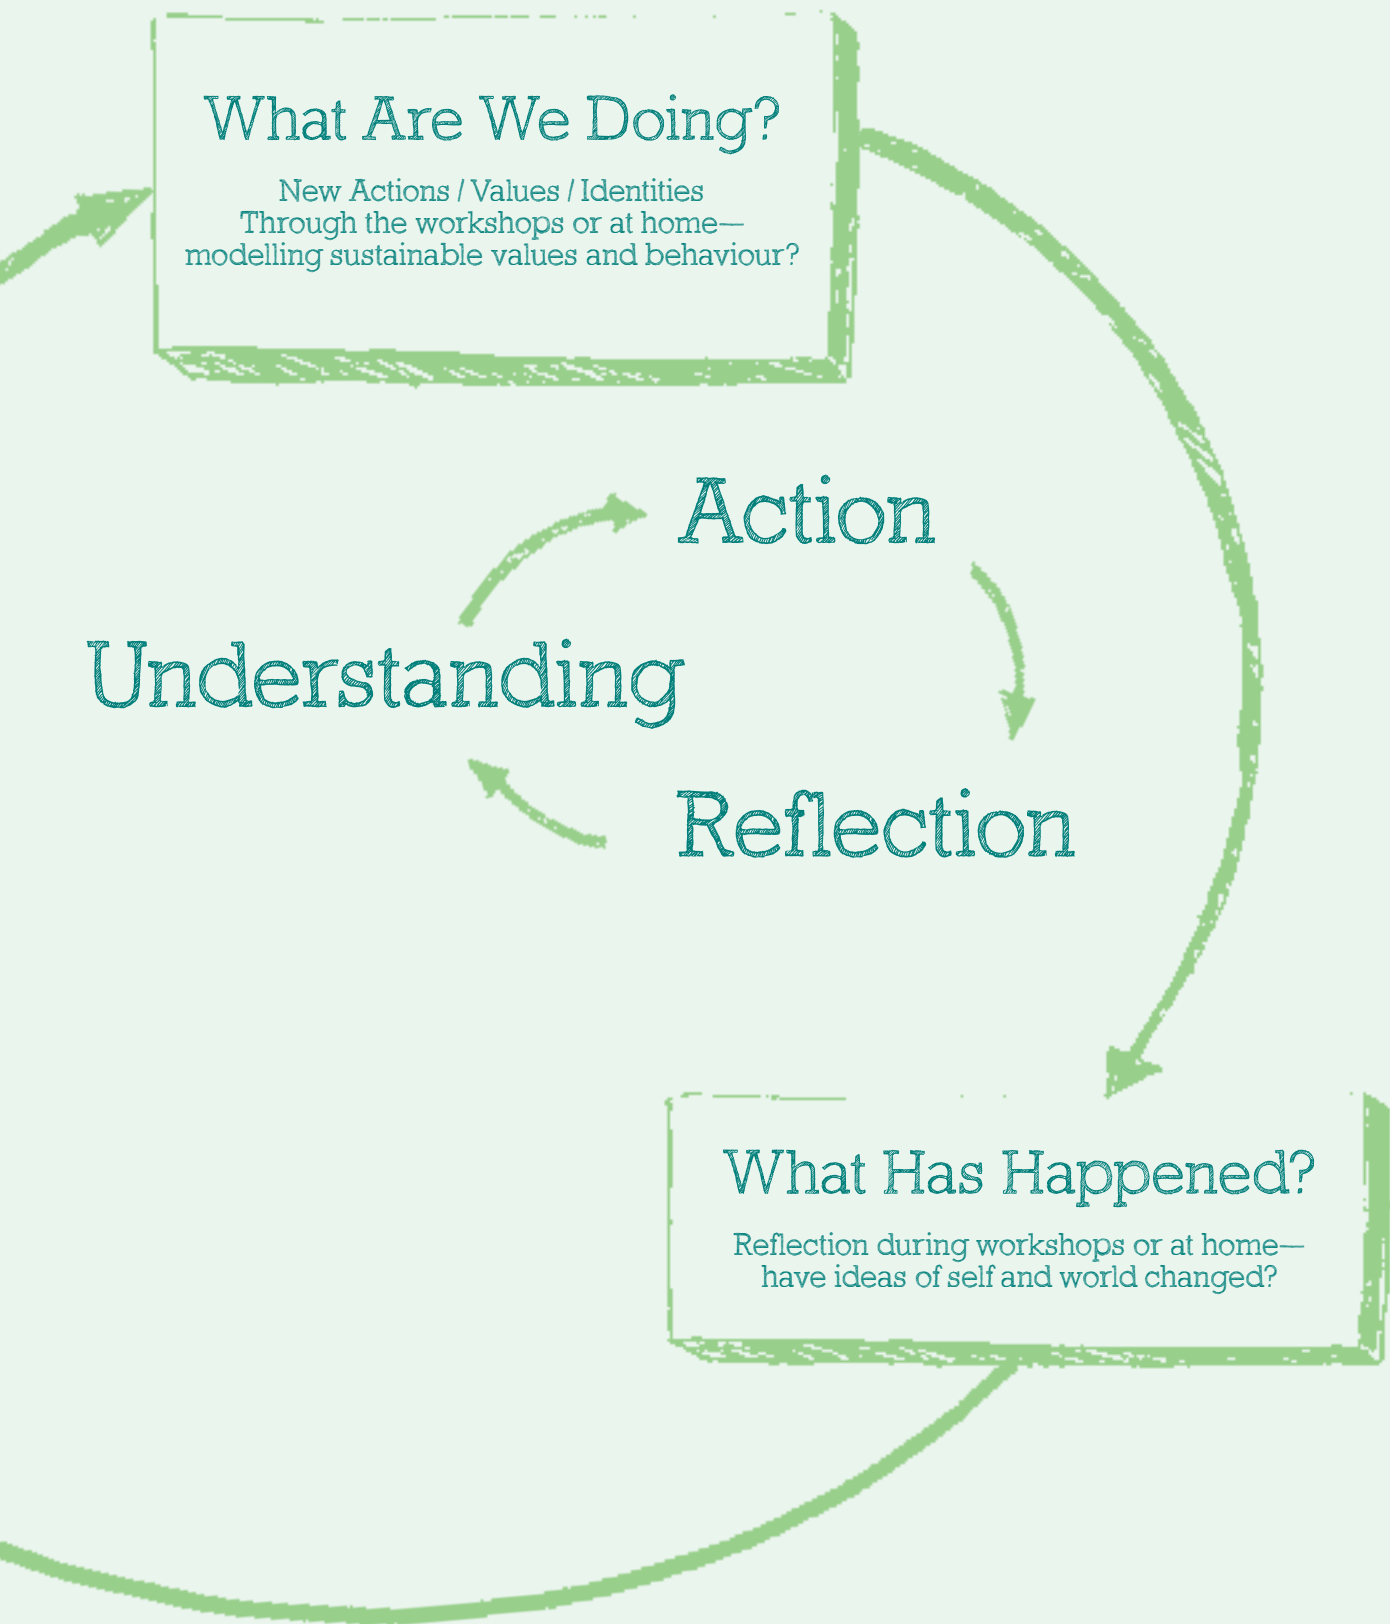 What Are We Doing?
New Actions / Values / Identities
Through the workshops or at home—
modelling sustainable values and behaviour?
Action
Understanding
Reflection
What Has Happened?
Reflection during workshops or at home—
have ideas of self and world changed?